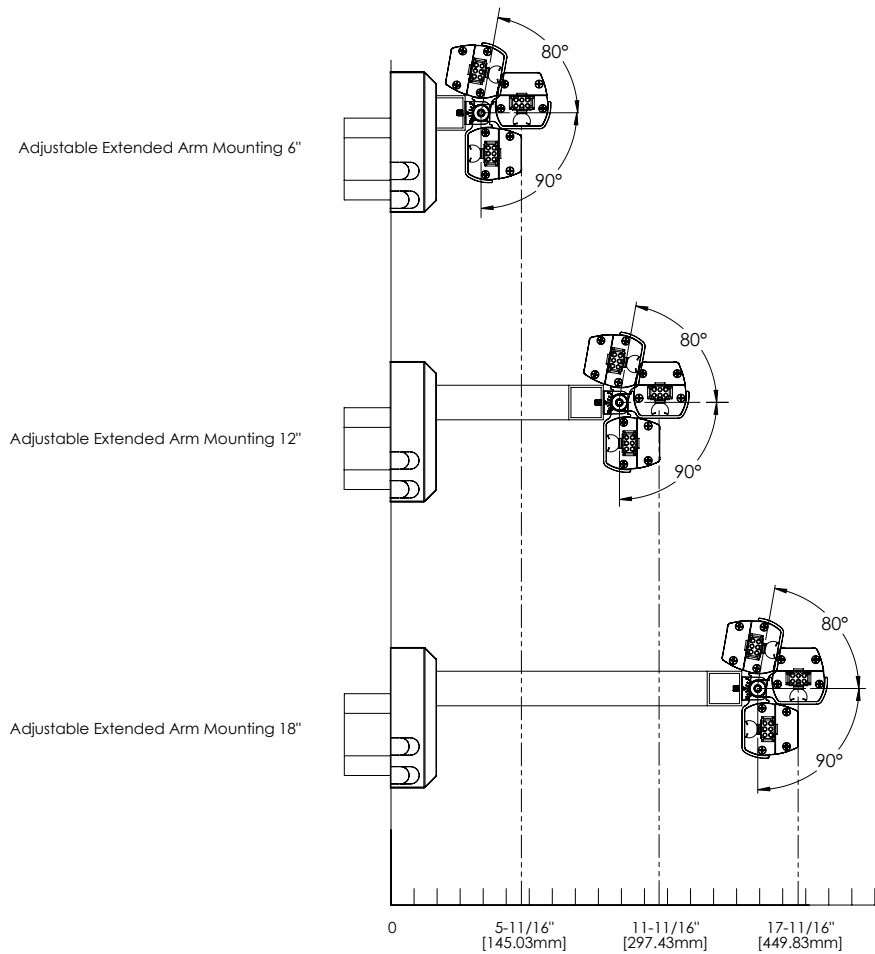 80°
Adjustable Extended Arm Mounting 6"
90°
80°
Adjustable Extended Arm Mounting 12"
90°
80°
Adjustable Extended Arm Mounting 18"
90°
0 5-11/16" 11-11/16" 17-11/16"
[145.03mm] [297.43mm] [449.83mm]